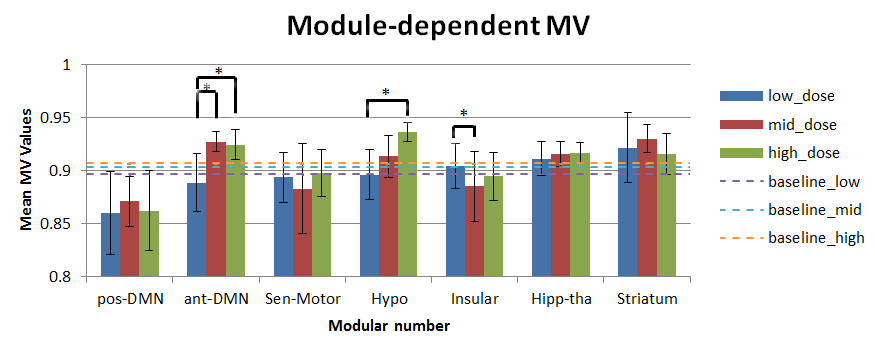 Module-dependent MV
Mean MV Values
1
0.95
0.9
0.85
0.8
* * * *
*
pos-DMN ant-DMN Sen-Motor Hypo Insular Hipp-tha Striatum
Modular number
low_dose
mid_dose
high_dose
baseline_low
baseline_mid
baseline_high